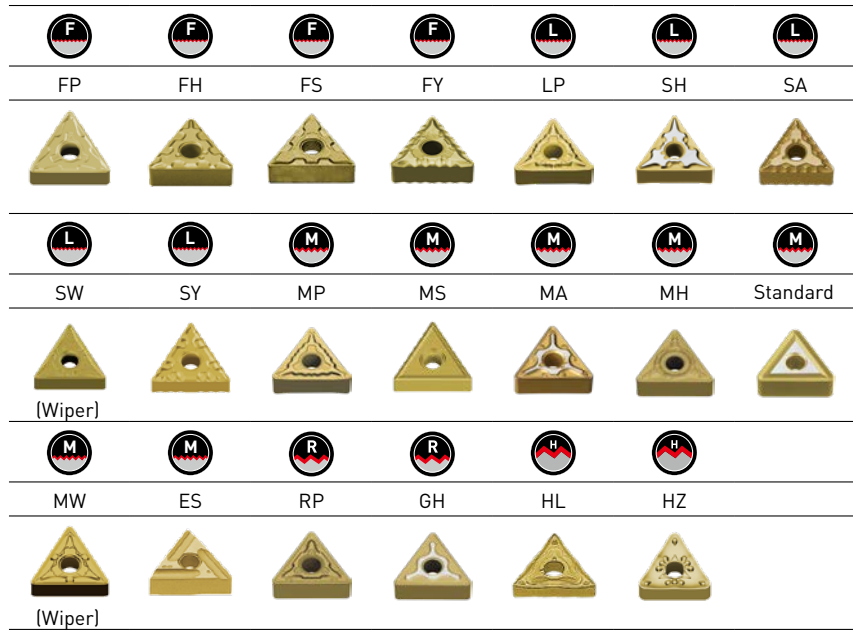 F F F F L L L
FP FH FS FY LP SH SA
L L M M M M M
SW SY MP MS MA MH Standard
(Wiper)
M M R R H H
MW ES RP GH HL HZ
(Wiper)